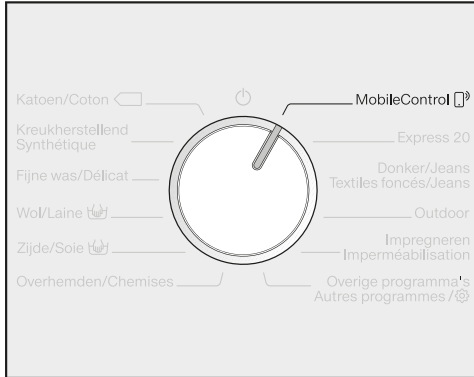 Katoen/Coton
Kreukherstellend
Synthétique
Fijne was/Délicat
Wol/Laine
Zijde/Soie
Overhemden/Chemises
MobileControl
Express 20
Donker/Jeans
Textiles foncés/Jeans
Outdoor
Impregneren
Imperméabilisation
Overige programma's
Autres programmes /